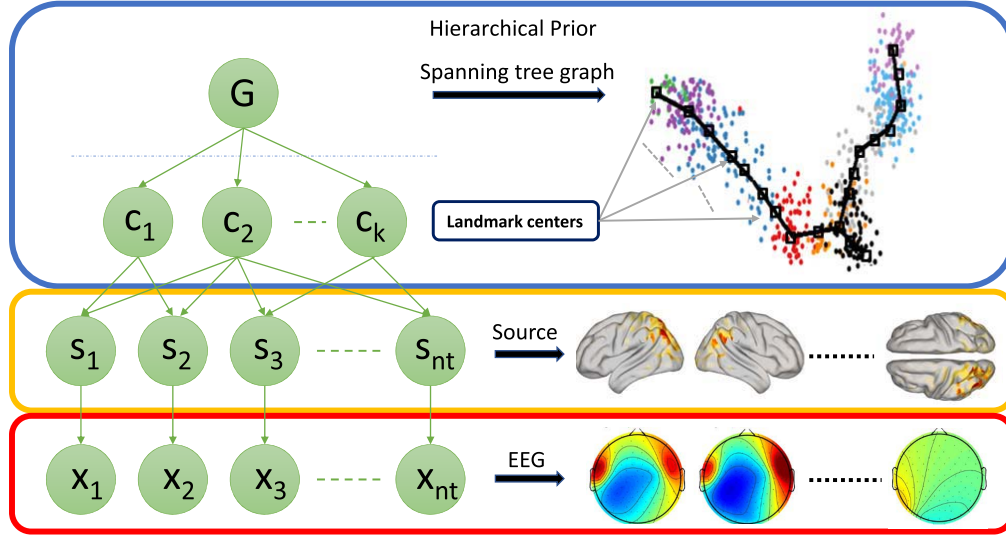 Hierarchical Prior
Spanning tree graph
G
c1 c2 ck
Landmark centers
s1 s2 s3 snt
Source
x1 x2 x3 xnt
EEG